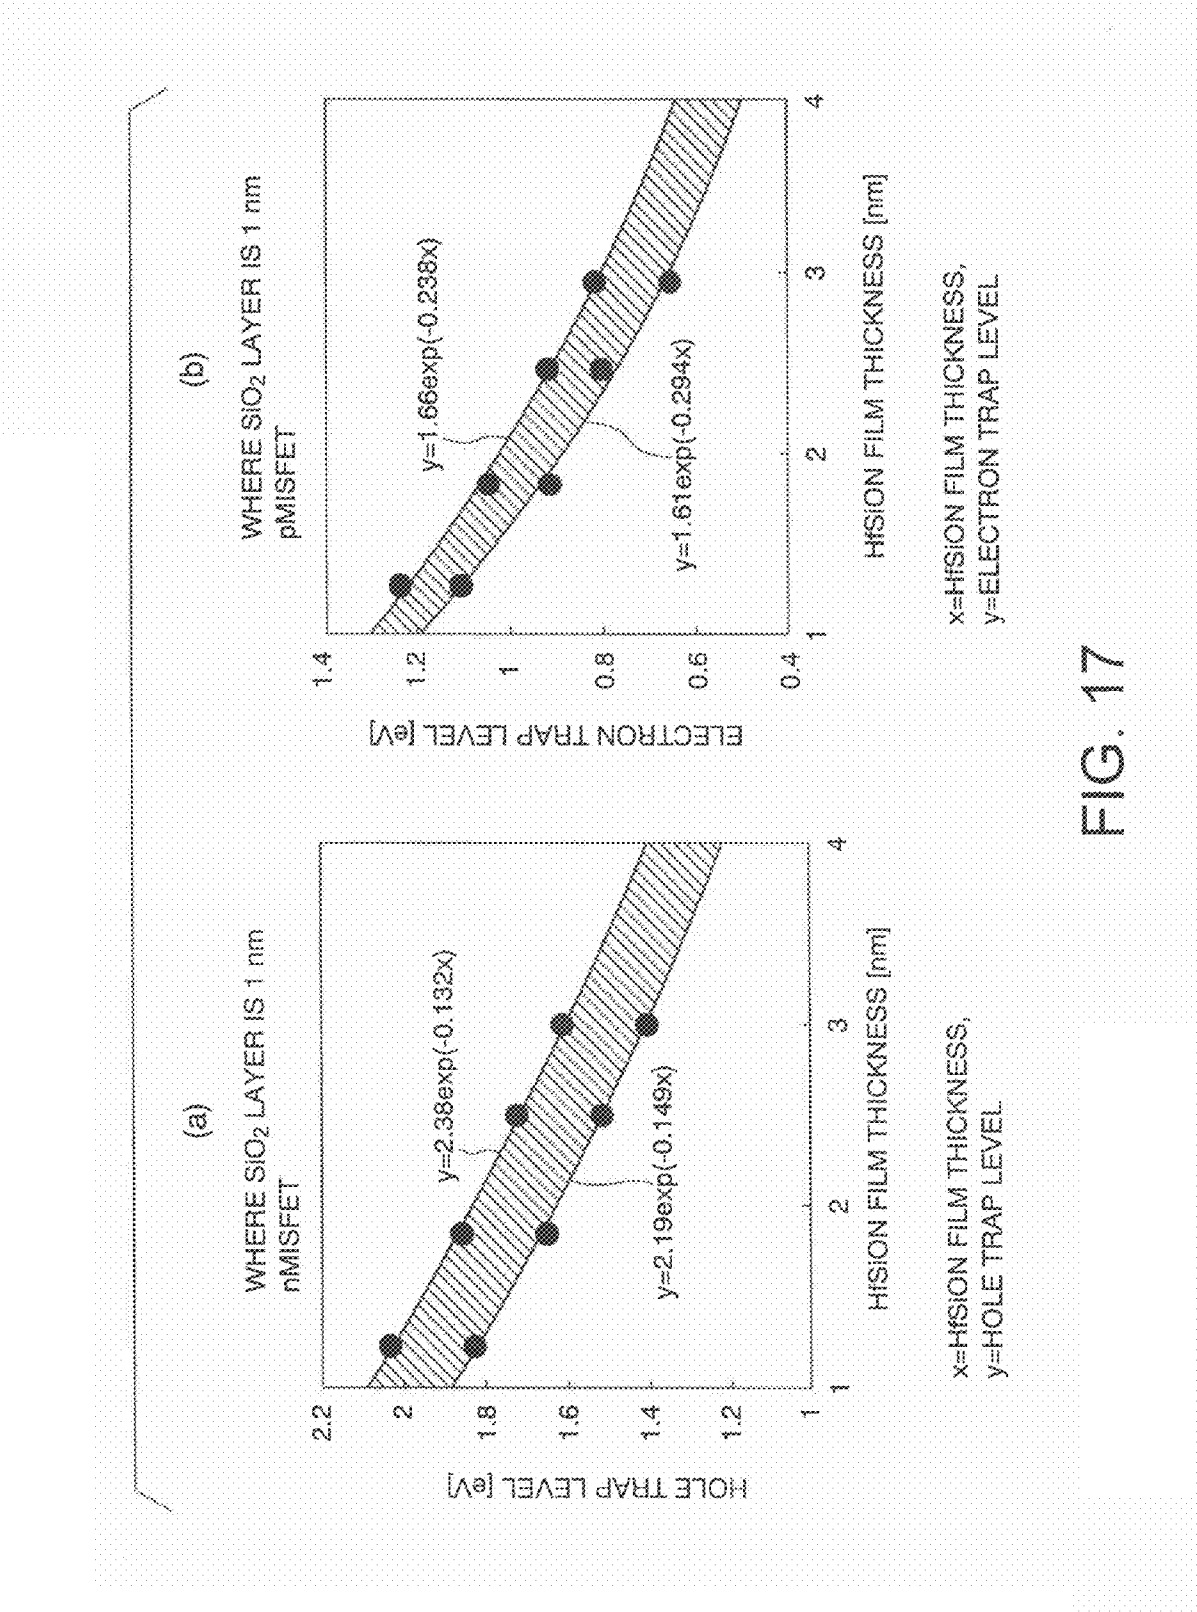 (a)
WHERE SiO₂ LAYER IS 1 nm
nMISFET
2.2
2
1.8
1.6
1.4
1.2
1
HOLE TRAP LEVEL [eV]
y=2.38exp(-0.132x)
y=2.19exp(-0.149x)
1
2
3
4
HfSiON FILM THICKNESS [nm]
x=HfSiON FILM THICKNESS,
y=HOLE TRAP LEVEL
(b)
WHERE SiO₂ LAYER IS 1 nm
pMISFET
1.4
1.2
1
0.8
0.6
0.4
ELECTRON TRAP LEVEL [eV]
y=1.66exp(-0.238x)
y=1.61exp(-0.294x)
1
2
3
4
HfSiON FILM THICKNESS [nm]
x=HfSiON FILM THICKNESS,
y=ELECTRON TRAP LEVEL
FIG. 17